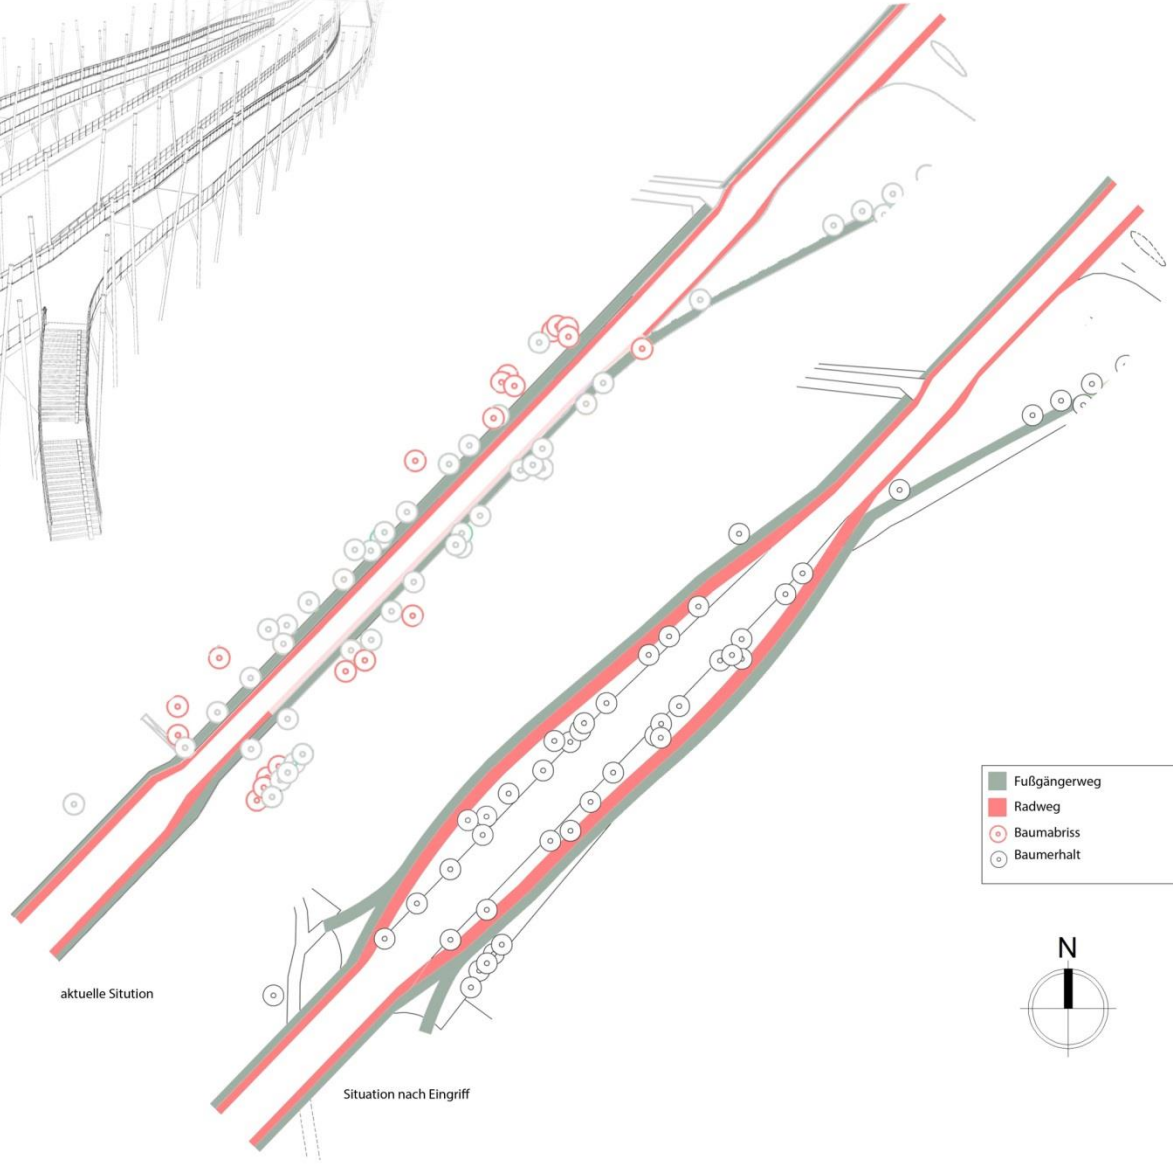 Fußgängerweg
Radweg
Baumabriss
Baumerhalt
N
aktuelle Sitution
Situation nach Eingriff